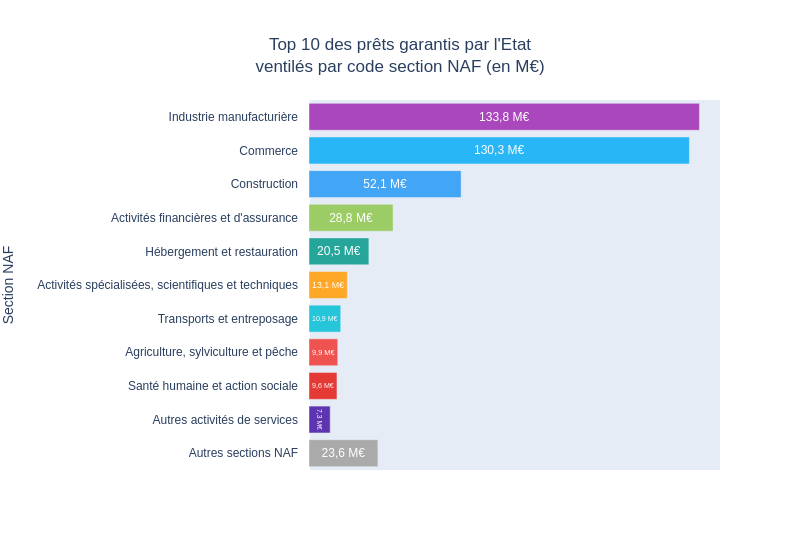 Top 10 des prêts garantis par l'Etat
ventilés par code section NAF (en M€)
Section NAF
Industrie manufacturière 133,8 M€
Commerce 130,3 M€
Construction 52,1 M€
Activités financières et d'assurance 28,8 M€
Hébergement et restauration 20,5 M€
Activités spécialisées, scientifiques et techniques 13,1 M€
Transports et entreposage 10,9 M€
Agriculture, sylviculture et pêche 9,9 M€
Santé humaine et action sociale 9,6 M€
Autres activités de services 7,3 M€
Autres sections NAF 23,6 M€